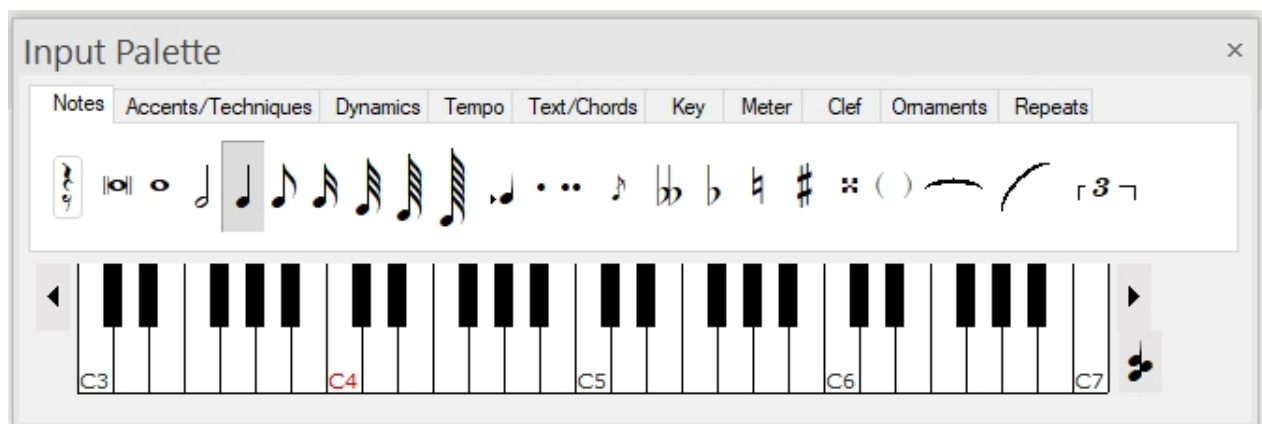 Input Palette
Notes Accents/Techniques Dynamics Tempo Text/Chords Key Meter Clef Ornaments Repeats
3
C3 C4 C5 C6 C7